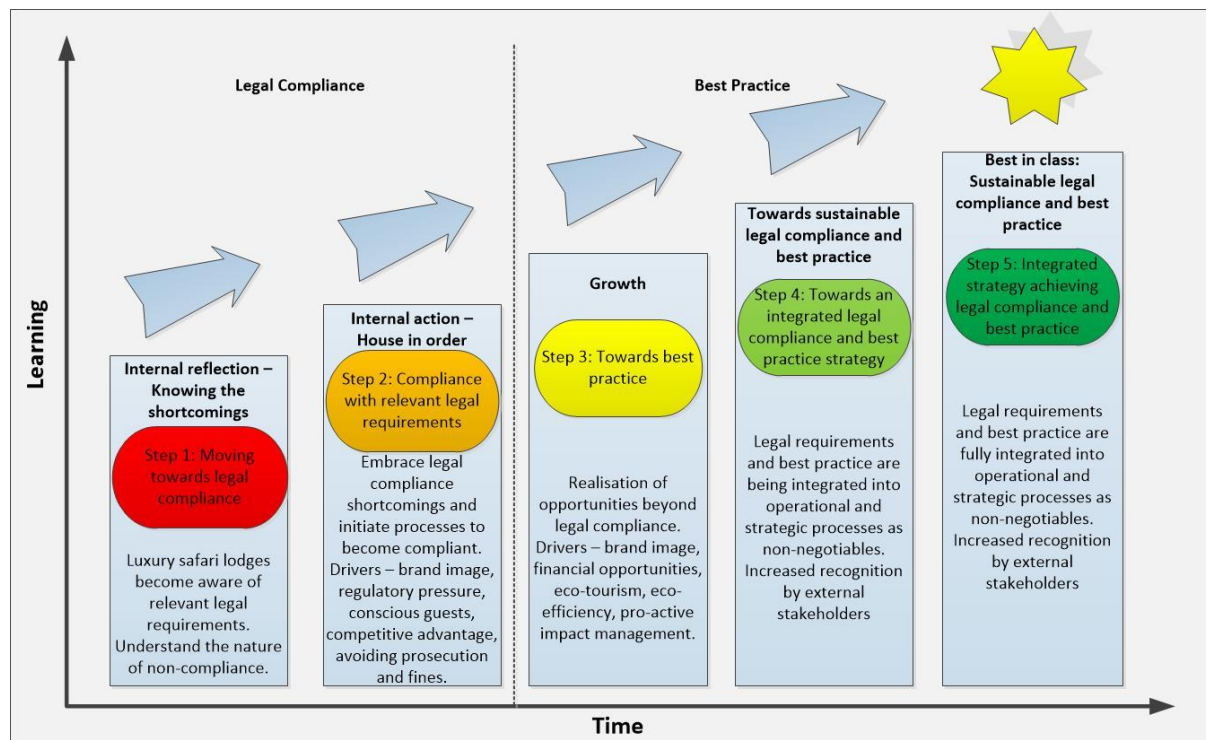 Legal Compliance
Best Practice
Learning
Internal reflection –
Knowing the
shortcomings
Step 1: Moving
towards legal
compliance
Luxury safari lodges
become aware of
relevant legal
requirements.
Understand the nature
of non-compliance.
Internal action –
House in order
Step 2: Compliance
with relevant legal
requirements
Embrace legal
compliance
shortcomings and
initiate processes to
become compliant.
Drivers – brand image,
regulatory pressure,
conscious guests,
competitive advantage,
avoiding prosecution
and fines.
Growth
Step 3: Towards best
practice
Realisation of
opportunities beyond
legal compliance.
Drivers – brand image,
financial opportunities,
eco-tourism, eco-
efficiency, pro-active
impact management.
Towards sustainable
legal compliance and
best practice
Step 4: Towards an
integrated legal
compliance and best
practice strategy
Legal requirements
and best practice are
being integrated into
operational and
strategic processes as
non-negotiables.
Increased recognition
by external
stakeholders
Best in class:
Sustainable legal
compliance and best
practice
Step 5: Integrated
strategy achieving
legal compliance and
best practice
Legal requirements
and best practice are
fully integrated into
operational and
strategic processes as
non-negotiables.
Increased recognition
by external
stakeholders
Time